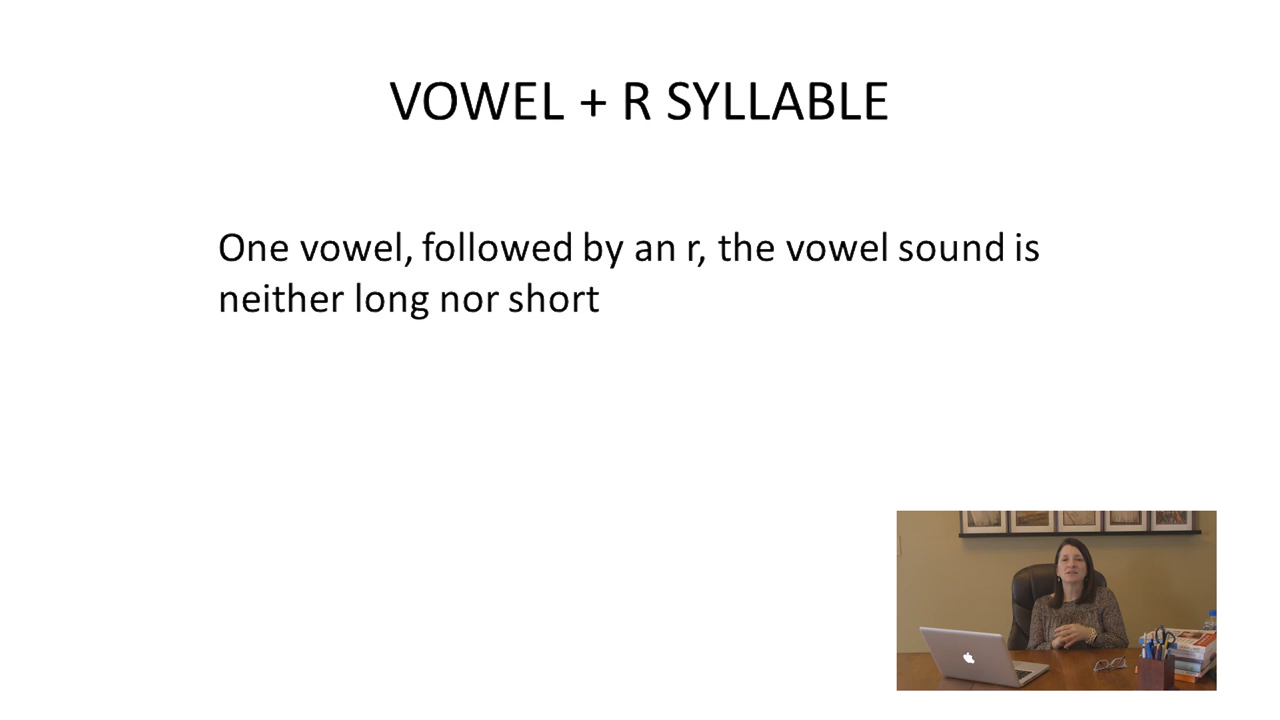 VOWEL + R SYLLABLE
One vowel, followed by an r, the vowel sound is
neither long nor short